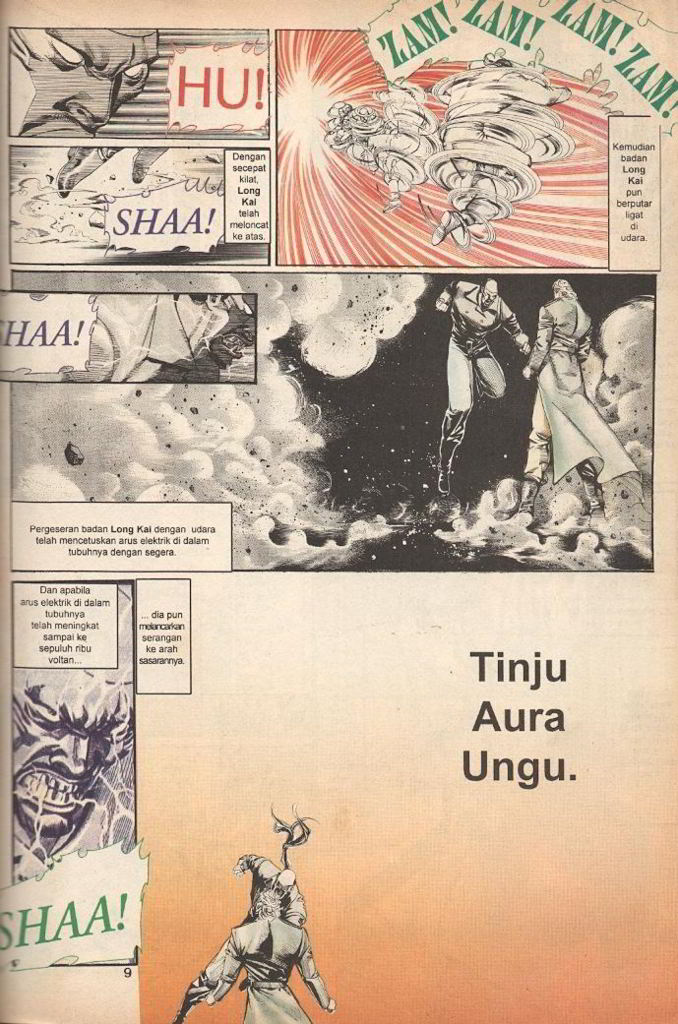 HU!
ZAM! ZAM! ZAM! ZAM!
Dengan
secepat
kilat,
Long
Kai
telah
meloncat
ke atas.
SHAA!
Kemudian
badan
Long
Kai
pun
berputar
ligat
di
udara.
HAA!
Pergeseran badan Long Kai dengan udara
telah mencetuskan arus elektrik di dalam
tubuhnya dengan segera.
Dan apabila
arus elektrik di dalam
tubuhnya
telah meningkat
sampai ke
sepuluh ribu
voltan...
... dia pun
melancarkan
serangan
ke arah
sasarannya.
Tinju
Aura
Ungu.
SHAA!
9